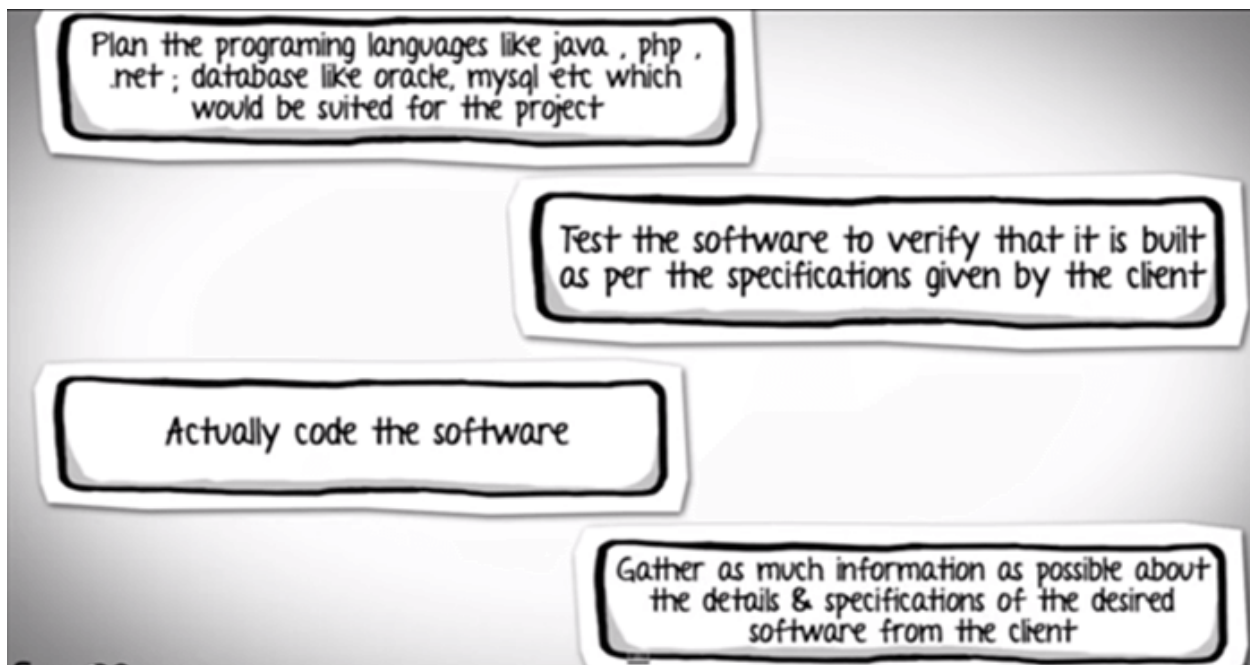 Plan the programing languages like java , php ,
.net ; database like oracle, mysql etc which
would be suited for the project
Test the software to verify that it is built
as per the specifications given by the client
Actually code the software
Gather as much information as possible about
the details & specifications of the desired
software from the client